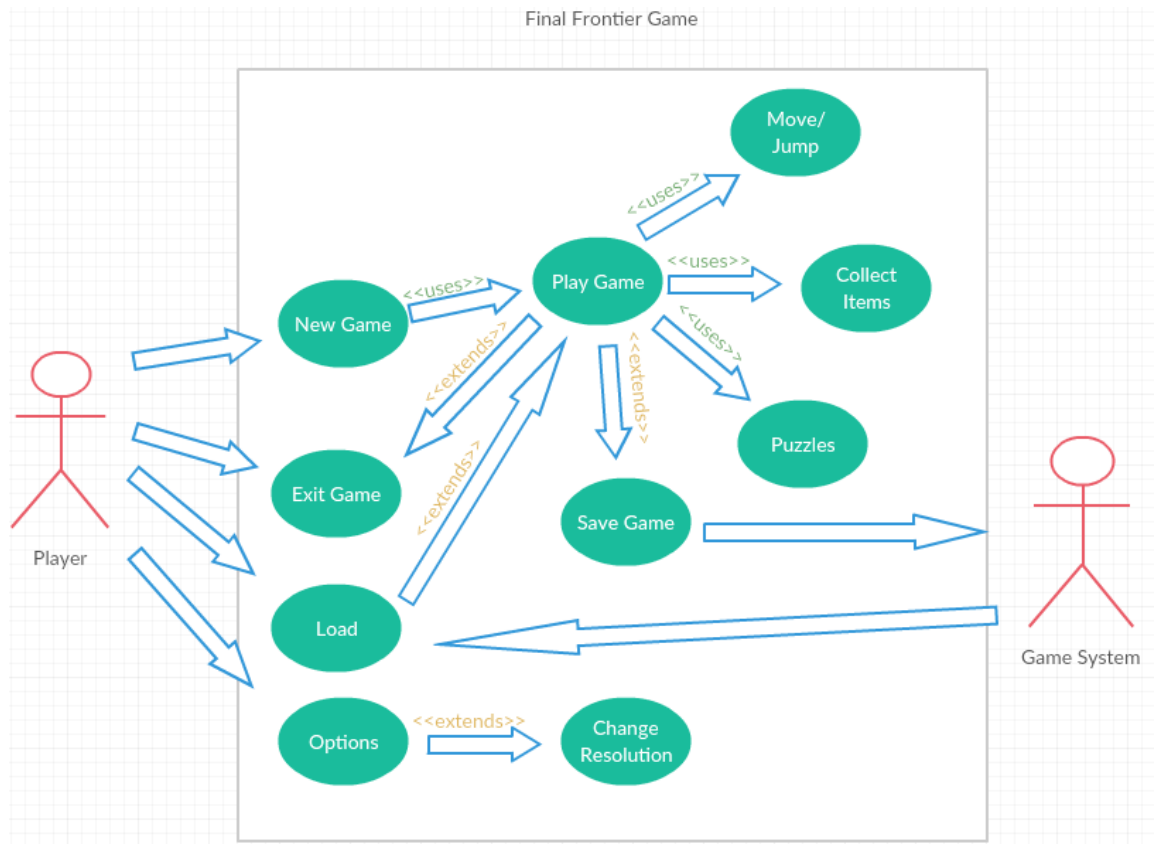 Final Frontier Game
Move/
Jump
<<uses>>
<<uses>>
Play Game
Collect
Items
<<uses>>
New Game
<<uses>>
<<extends>>
<<extends>>
Puzzles
<<extends>>
Exit Game
Save Game
Player
Load
Game System
<<extends>>
Options
Change
Resolution